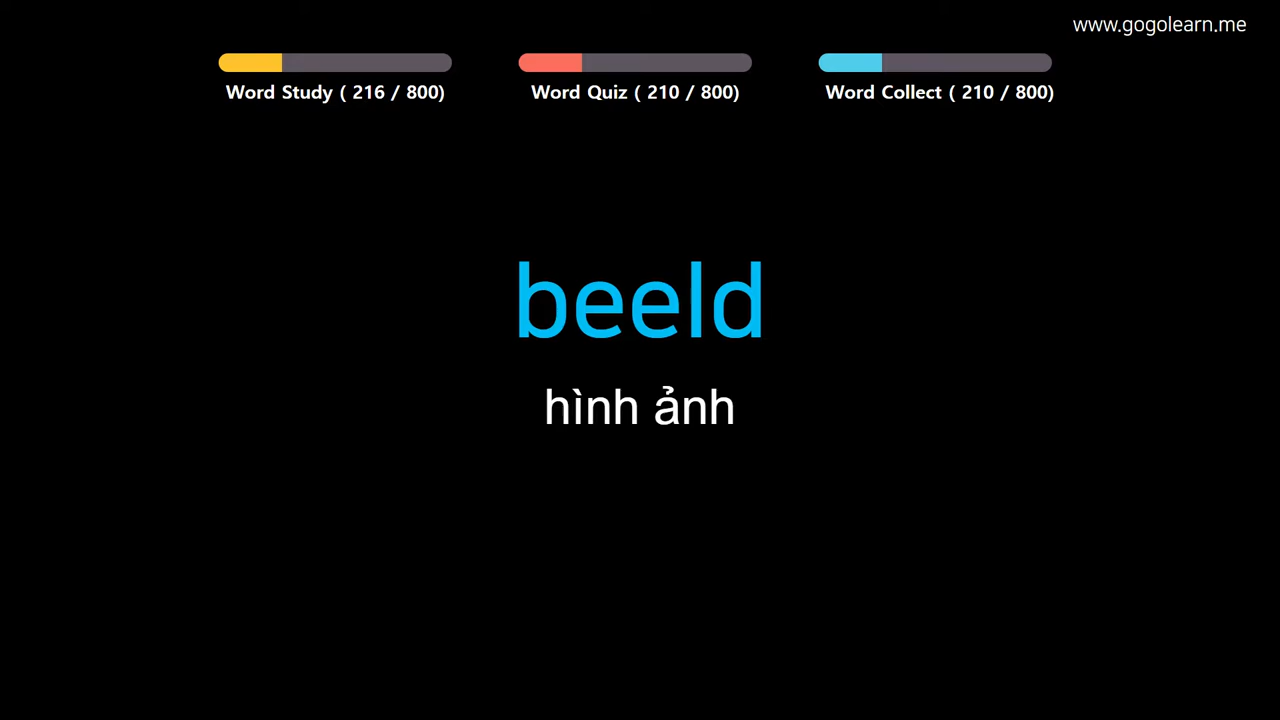 www.gogolearn.me
Word Study ( 216 / 800)
Word Quiz ( 210 / 800)
Word Collect ( 210 / 800)
beeld
hình ảnh